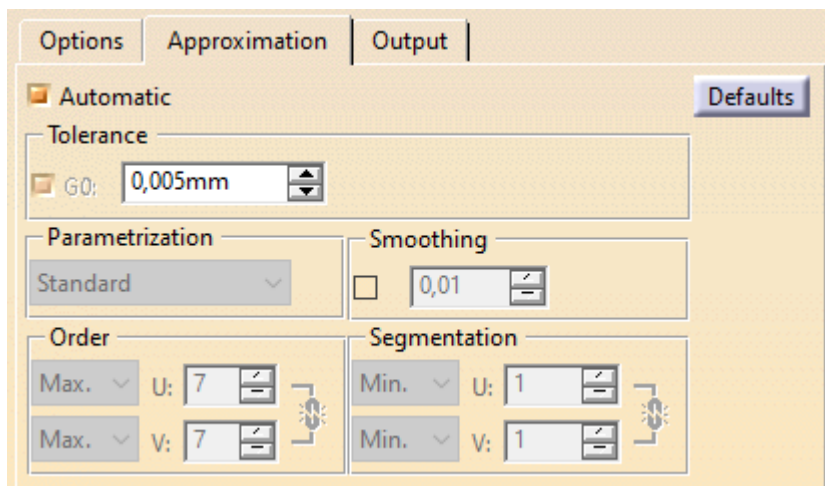 Options Approximation Output
Automatic Defaults
Tolerance
G0: 0,005mm
Parametrization Smoothing
Standard 0,01
Order Segmentation
Max. U: 7 Min. U: 1
Max. V: 7 Min. V: 1